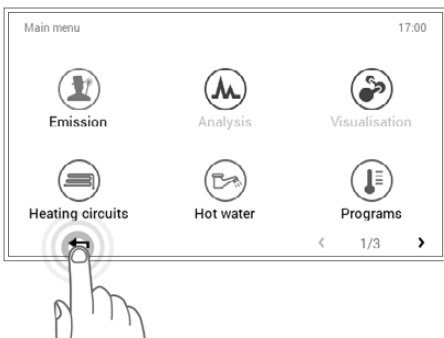 Main menu 17:00
Emission Analysis Visualisation
Heating circuits Hot water Programs
1/3